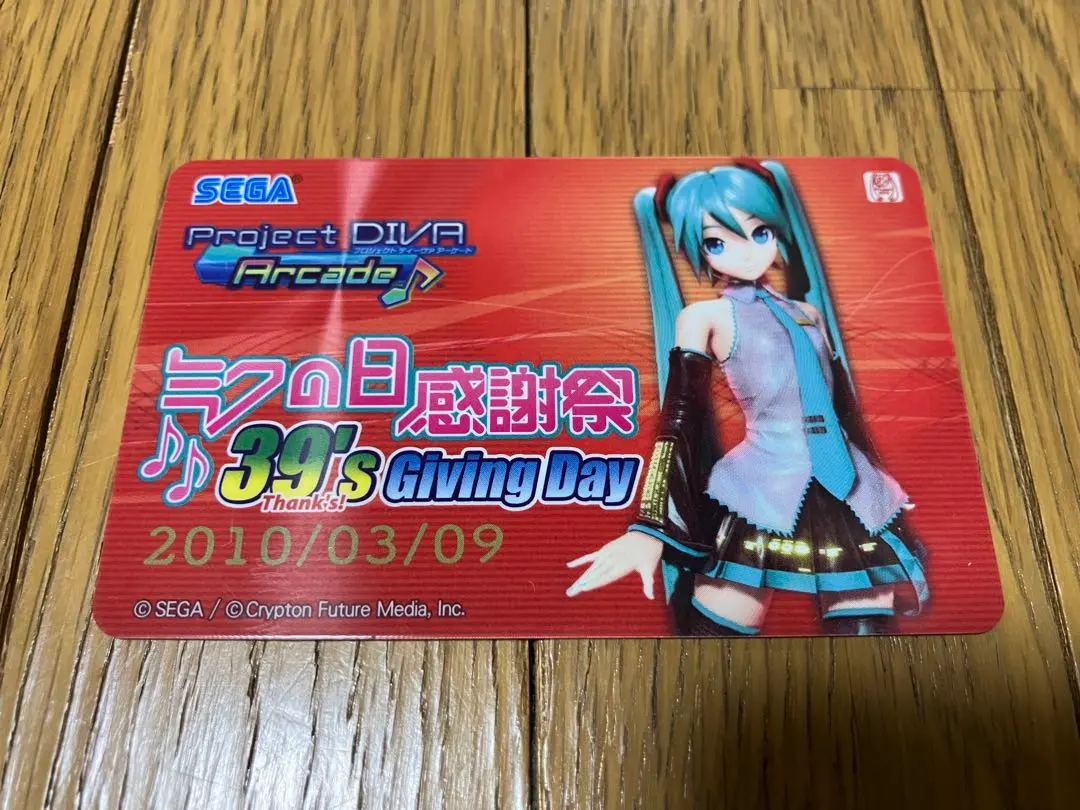 SEGA®
Project DIVA
プロジェクト ディーヴァ アーケード
Arcade
ミクの日感謝祭
39's Giving Day
Thank's!
2010/03/09
© SEGA / © Crypton Future Media, Inc.